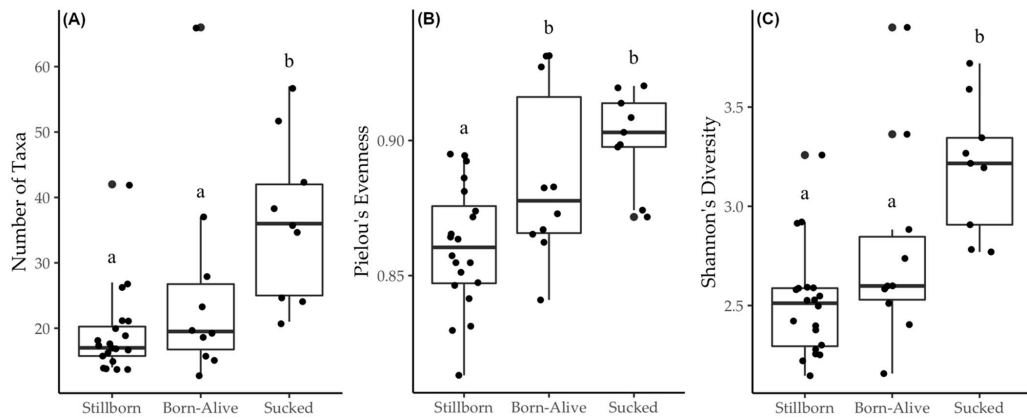 (A)
Number of Taxa
60
50
40
30
20
a
a
b
Stillborn Born-Alive Sucked
(B)
Pielou's Evenness
0.90
0.85
a
b
b
Stillborn Born-Alive Sucked
(C)
Shannon's Diversity
3.5
3.0
2.5
a
a
b
Stillborn Born-Alive Sucked